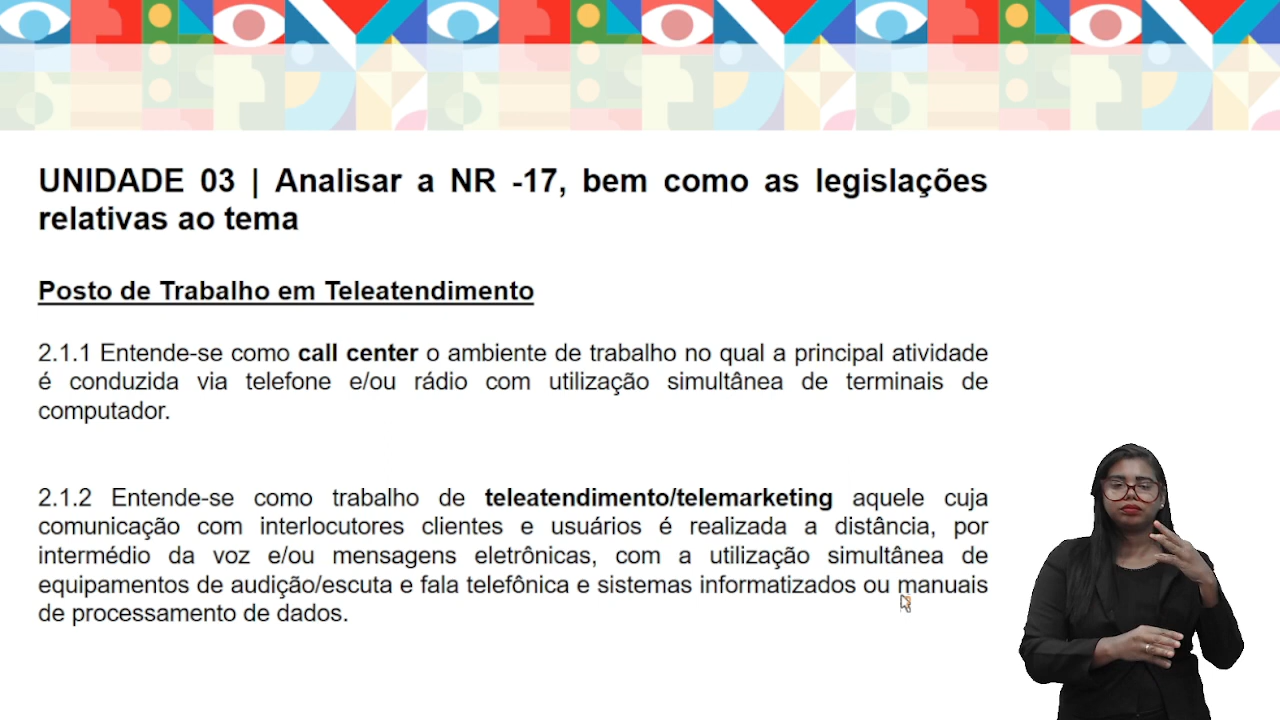 UNIDADE 03 | Analisar a NR -17, bem como as legislações
relativas ao tema
Posto de Trabalho em Teleatendimento
2.1.1 Entende-se como call center o ambiente de trabalho no qual a principal atividade
é conduzida via telefone e/ou rádio com utilização simultânea de terminais de
computador.
2.1.2 Entende-se como trabalho de teleatendimento/telemarketing aquele cuja
comunicação com interlocutores clientes e usuários é realizada a distância, por
intermédio da voz e/ou mensagens eletrônicas, com a utilização simultânea de
equipamentos de audição/escuta e fala telefônica e sistemas informatizados ou manuais
de processamento de dados.